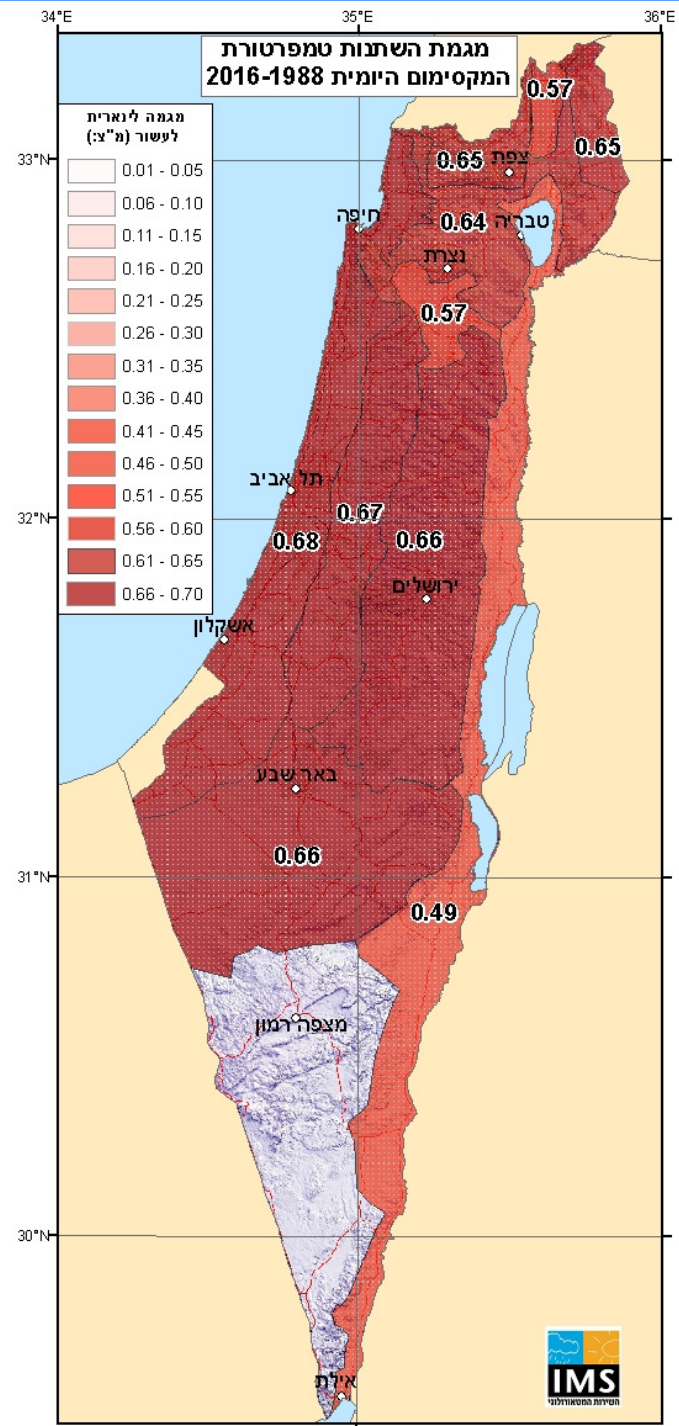 34°E
35°E
36°E
מגמת השתנות טמפרטורת
המקסימום היומית 2016-1988
0.57
מגמה לינארית
לעשור (מ"צ:)
33°N
0.65
צפת
0.65
0.01 - 0.05
0.06 - 0.10
חיפה
0.64
טבריה
0.11 - 0.15
נצרת
0.16 - 0.20
0.21 - 0.25
0.57
0.26 - 0.30
0.31 - 0.35
0.36 - 0.40
0.41 - 0.45
0.46 - 0.50
תל אביב
0.51 - 0.55
32°N
0.67
0.56 - 0.60
0.68
0.66
0.61 - 0.65
0.66 - 0.70
ירושלים
אשקלון
באר שבע
0.66
31°N
0.49
מצפה רמון
30°N
IMS
השירות המטאורולוגי
אילת